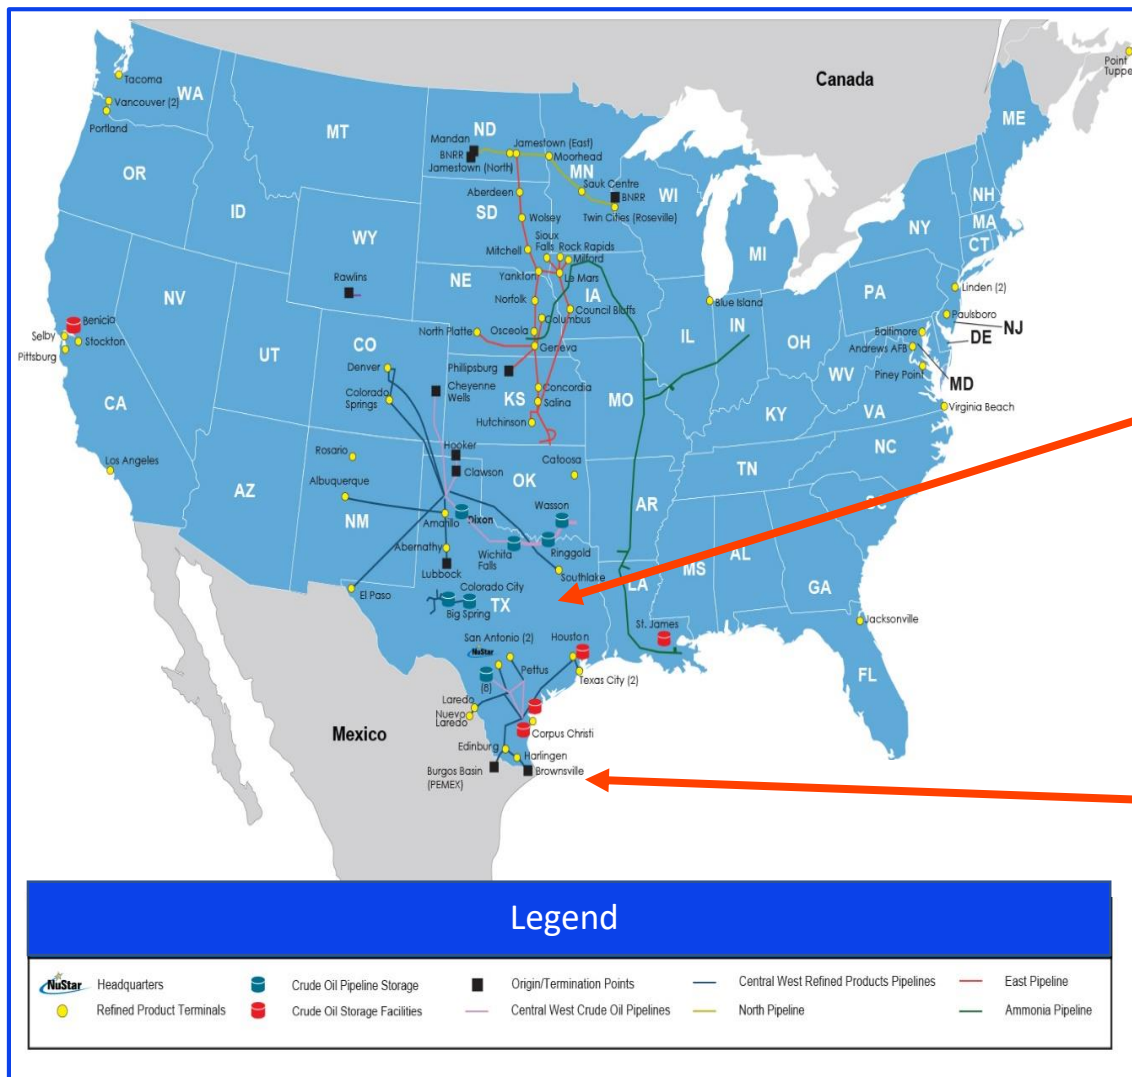 Canada
Point
Tuppe
Tacoma
WA
Vancouver (2)
Portland
MT
ND
Mandan
Jamestown (East)
BNRR
Jamestown (North)
Moorhead
MN
ME
OR
ID
Aberdeen
Sauk Centre
BNRR
WI
SD
Wolsey
Twin Cities (Roseville)
NH
MA
NY
CT
WY
Mitchell
Sioux
Falls
Rock Rapids
Milford
MI
Rawlins
NE
Yankton
Le Mars
IA
PA
Linden (2)
NV
Norfolk
Council Bluffs
Blue Island
Columbus
IL
IN
OH
Paulsboro
NJ
Benicia
Selby
Stockton
Pittsburg
UT
CO
North Platte
Osceola
Geneva
Baltimore
DE
Andrews AFB
WV
Piney Point
MD
Denver
Phillipsburg
Cheyenne
Wells
KS
Concordia
MO
CA
Colorado
Springs
Salina
KY
VA
Virginia Beach
Hutchinson
NC
Los Angeles
Rosario
Hooker
Clawson
Catoosa
OK
TN
AZ
Albuquerque
NM
Amarillo
Dixon
Wasson
AR
SC
Abernathy
Wichita
Falls
Ringgold
AL
MS
Lubbock
Southlake
LA
GA
El Paso
Colorado City
TX
Big Spring
Jacksonville
San Antonio (2)
Houston
St. James
NuStar
Pettus
(8)
Texas City (2)
FL
Laredo
Nuevo
Laredo
Mexico
Corpus Christi
Edinburg
Harlingen
Burgos Basin
(PEMEX)
Brownsville
Legend
NuStar Headquarters
Crude Oil Pipeline Storage
Origin/Termination Points
Central West Refined Products Pipelines
East Pipeline
Refined Product Terminals
Crude Oil Storage Facilities
Central West Crude Oil Pipelines
North Pipeline
Ammonia Pipeline